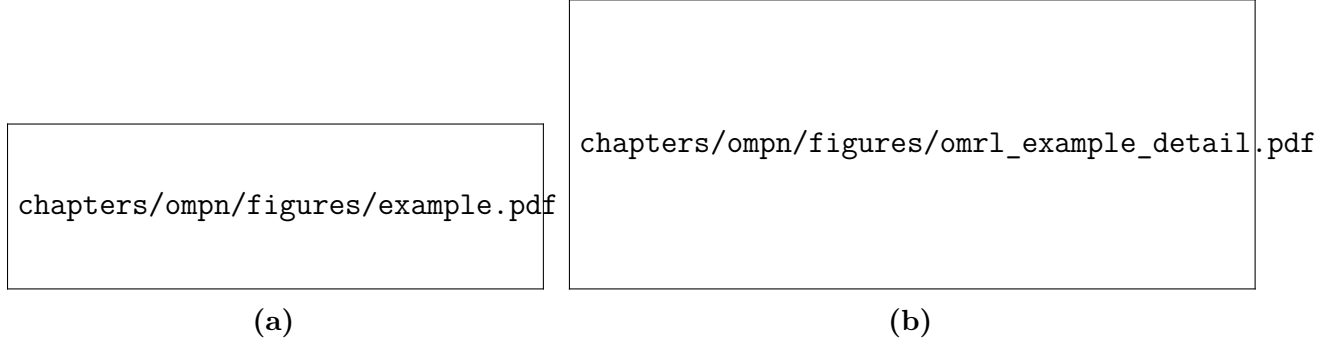 chapters/ompn/figures/example.pdf
chapters/ompn/figures/omrl_example_detail.pdf
(a)
(b)